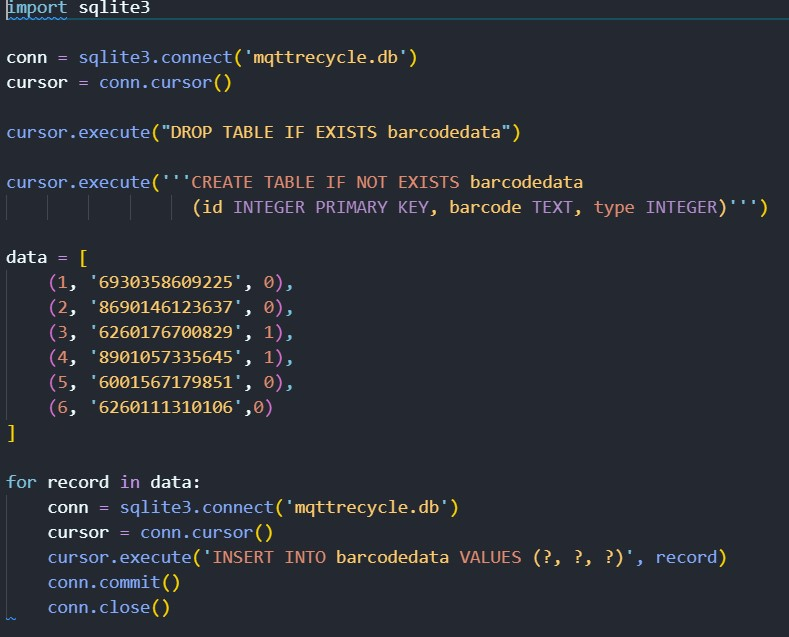 import sqlite3
conn = sqlite3.connect('mqttrecycle.db')
cursor = conn.cursor()
cursor.execute("DROP TABLE IF EXISTS barcodedata")
cursor.execute('''CREATE TABLE IF NOT EXISTS barcodedata
(id INTEGER PRIMARY KEY, barcode TEXT, type INTEGER)''')
data = [
(1, '6930358609225', 0),
(2, '8690146123637', 0),
(3, '6260176700829', 1),
(4, '8901057335645', 1),
(5, '6001567179851', 0),
(6, '6260111310106',0)
]
for record in data:
conn = sqlite3.connect('mqttrecycle.db')
cursor = conn.cursor()
cursor.execute('INSERT INTO barcodedata VALUES (?, ?, ?)', record)
conn.commit()
conn.close()